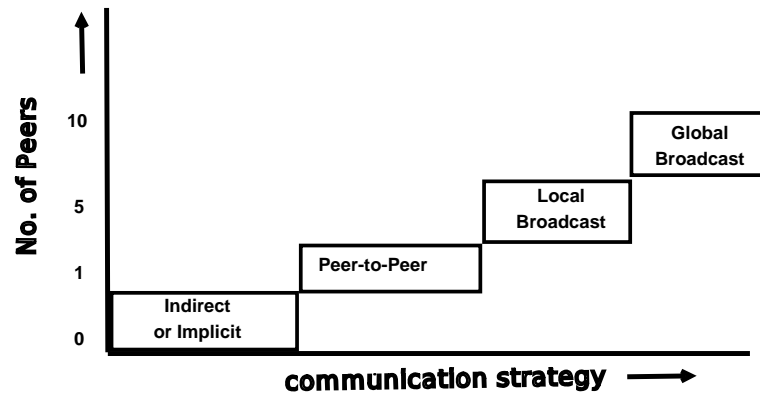 No. of Peers
10
5
1
0
Global
Broadcast
Local
Broadcast
Peer-to-Peer
Indirect
or Implicit
communication strategy